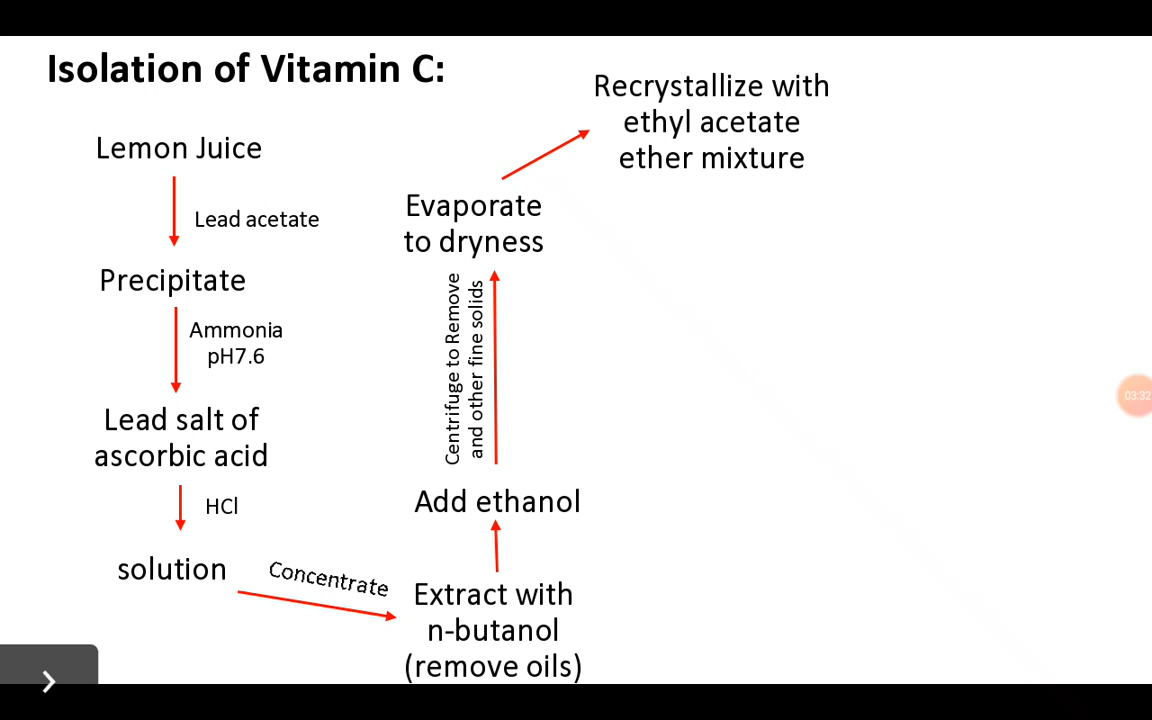 Isolation of Vitamin C:
Lemon Juice
Lead acetate
Precipitate
Ammonia
pH7.6
Lead salt of
ascorbic acid
HCl
solution
Concentrate
Extract with
n-butanol
(remove oils)
Add ethanol
Centrifuge to Remove
and other fine solids
Evaporate
to dryness
Recrystallize with
ethyl acetate
ether mixture
03:32